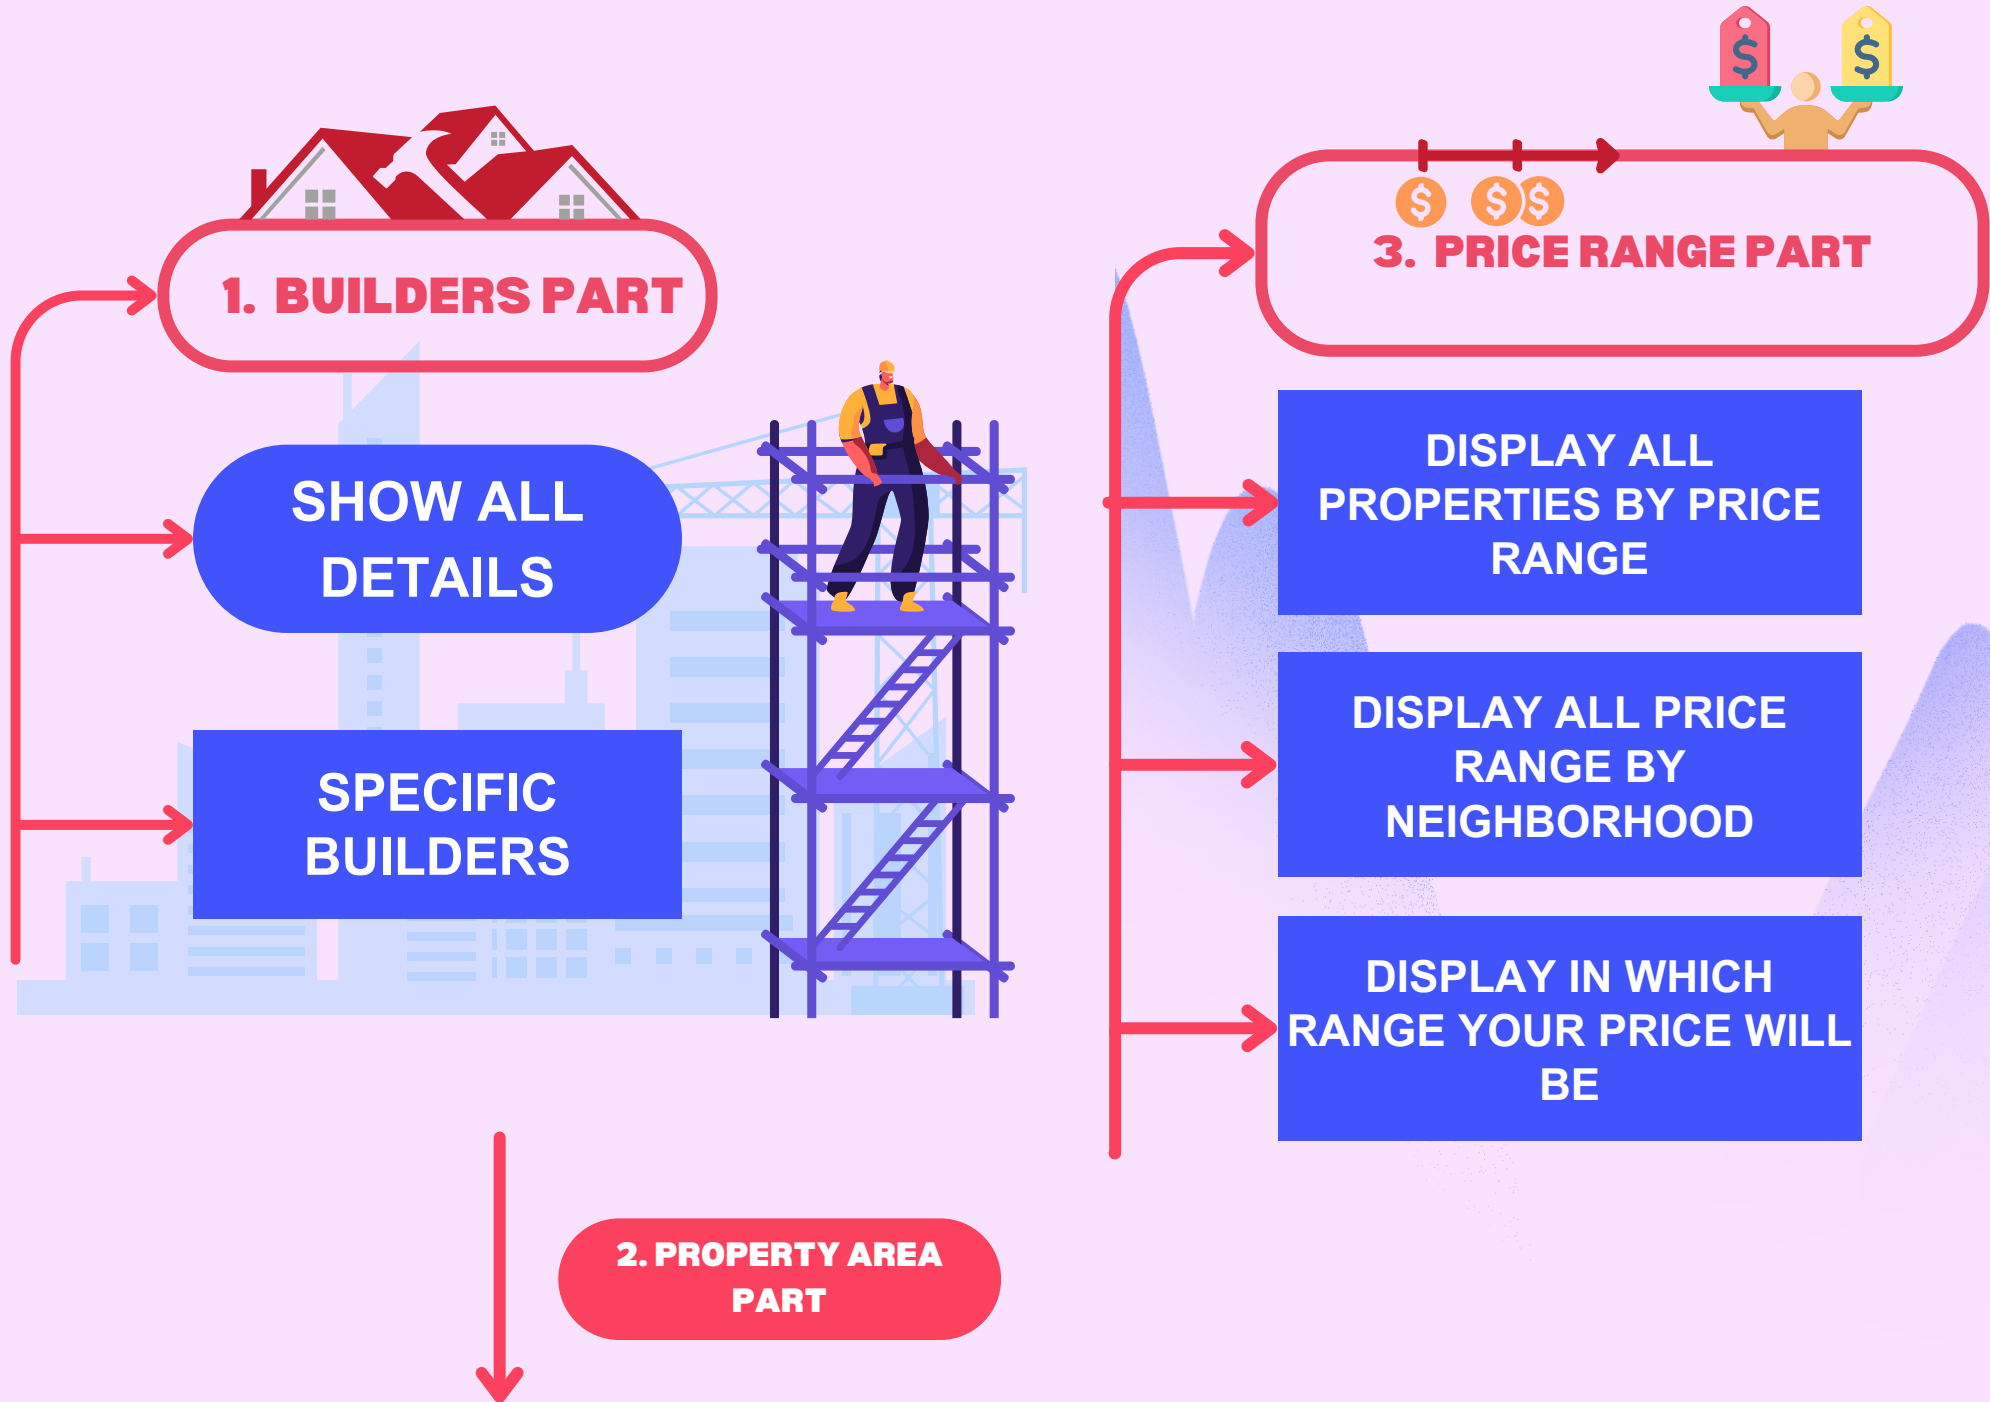 1. BUILDERS PART
SHOW ALL
DETAILS
SPECIFIC
BUILDERS
2. PROPERTY AREA
PART
3. PRICE RANGE PART
DISPLAY ALL
PROPERTIES BY PRICE
RANGE
DISPLAY ALL PRICE
RANGE BY
NEIGHBORHOOD
DISPLAY IN WHICH
RANGE YOUR PRICE WILL
BE